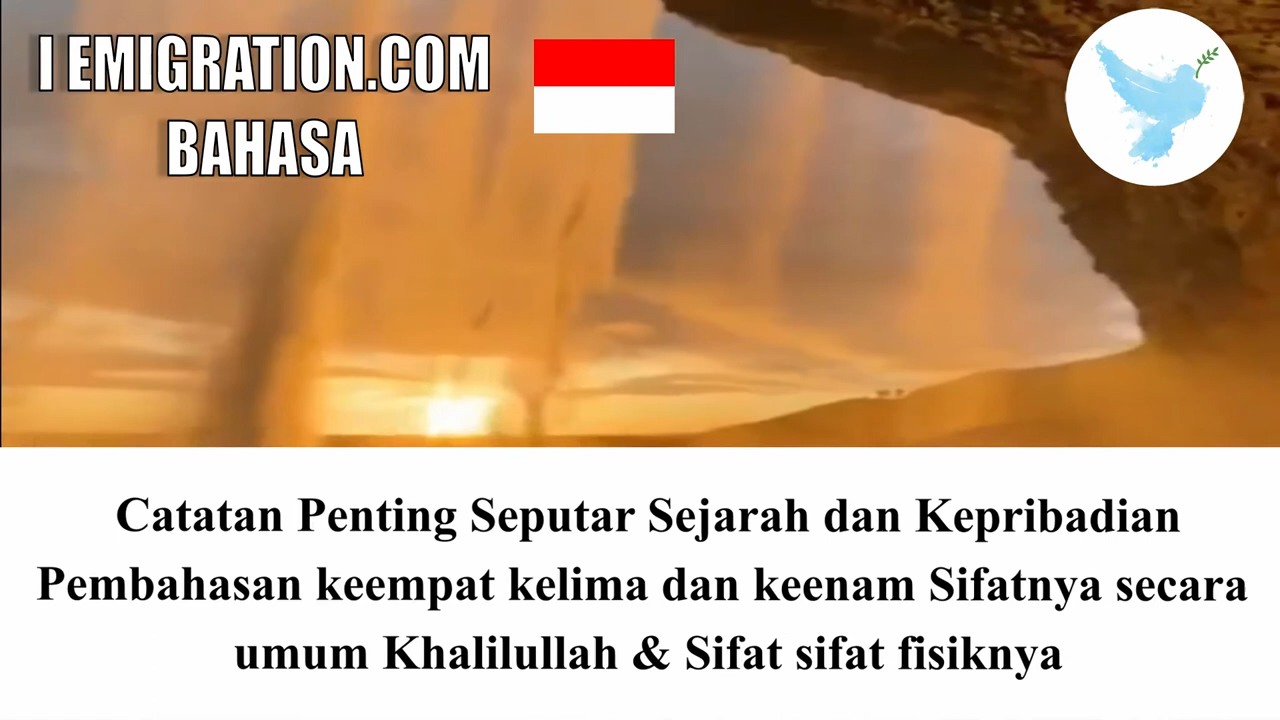 I EMIGRATION.COM
BAHASA
Catatan Penting Seputar Sejarah dan Kepribadian
Pembahasan keempat kelima dan keenam Sifatnya secara
umum Khalilullah & Sifat sifat fisiknya